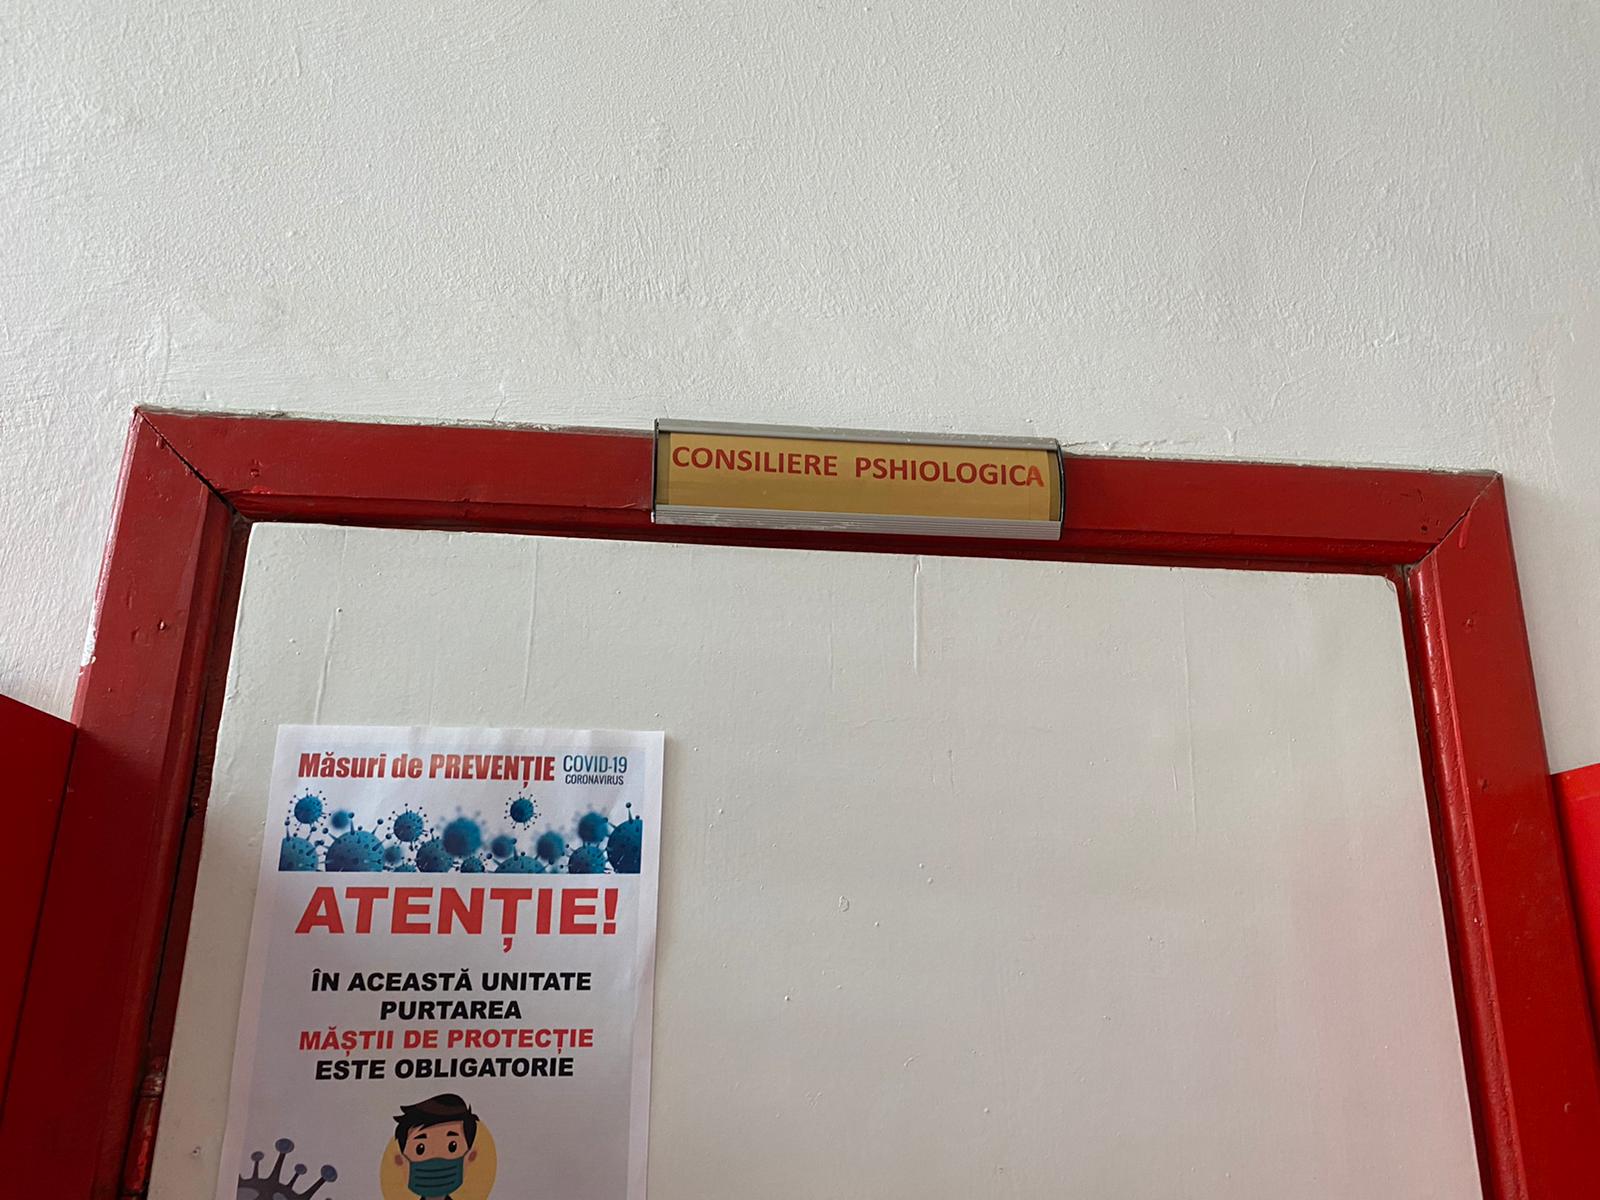 CONSILIERE PSHIOLOGICA
Măsuri de PREVENȚIE COVID-19
CORONAVIRUS
ATENȚIE!
ÎN ACEASTĂ UNITATE
PURTAREA
MĂȘTII DE PROTECȚIE
ESTE OBLIGATORIE